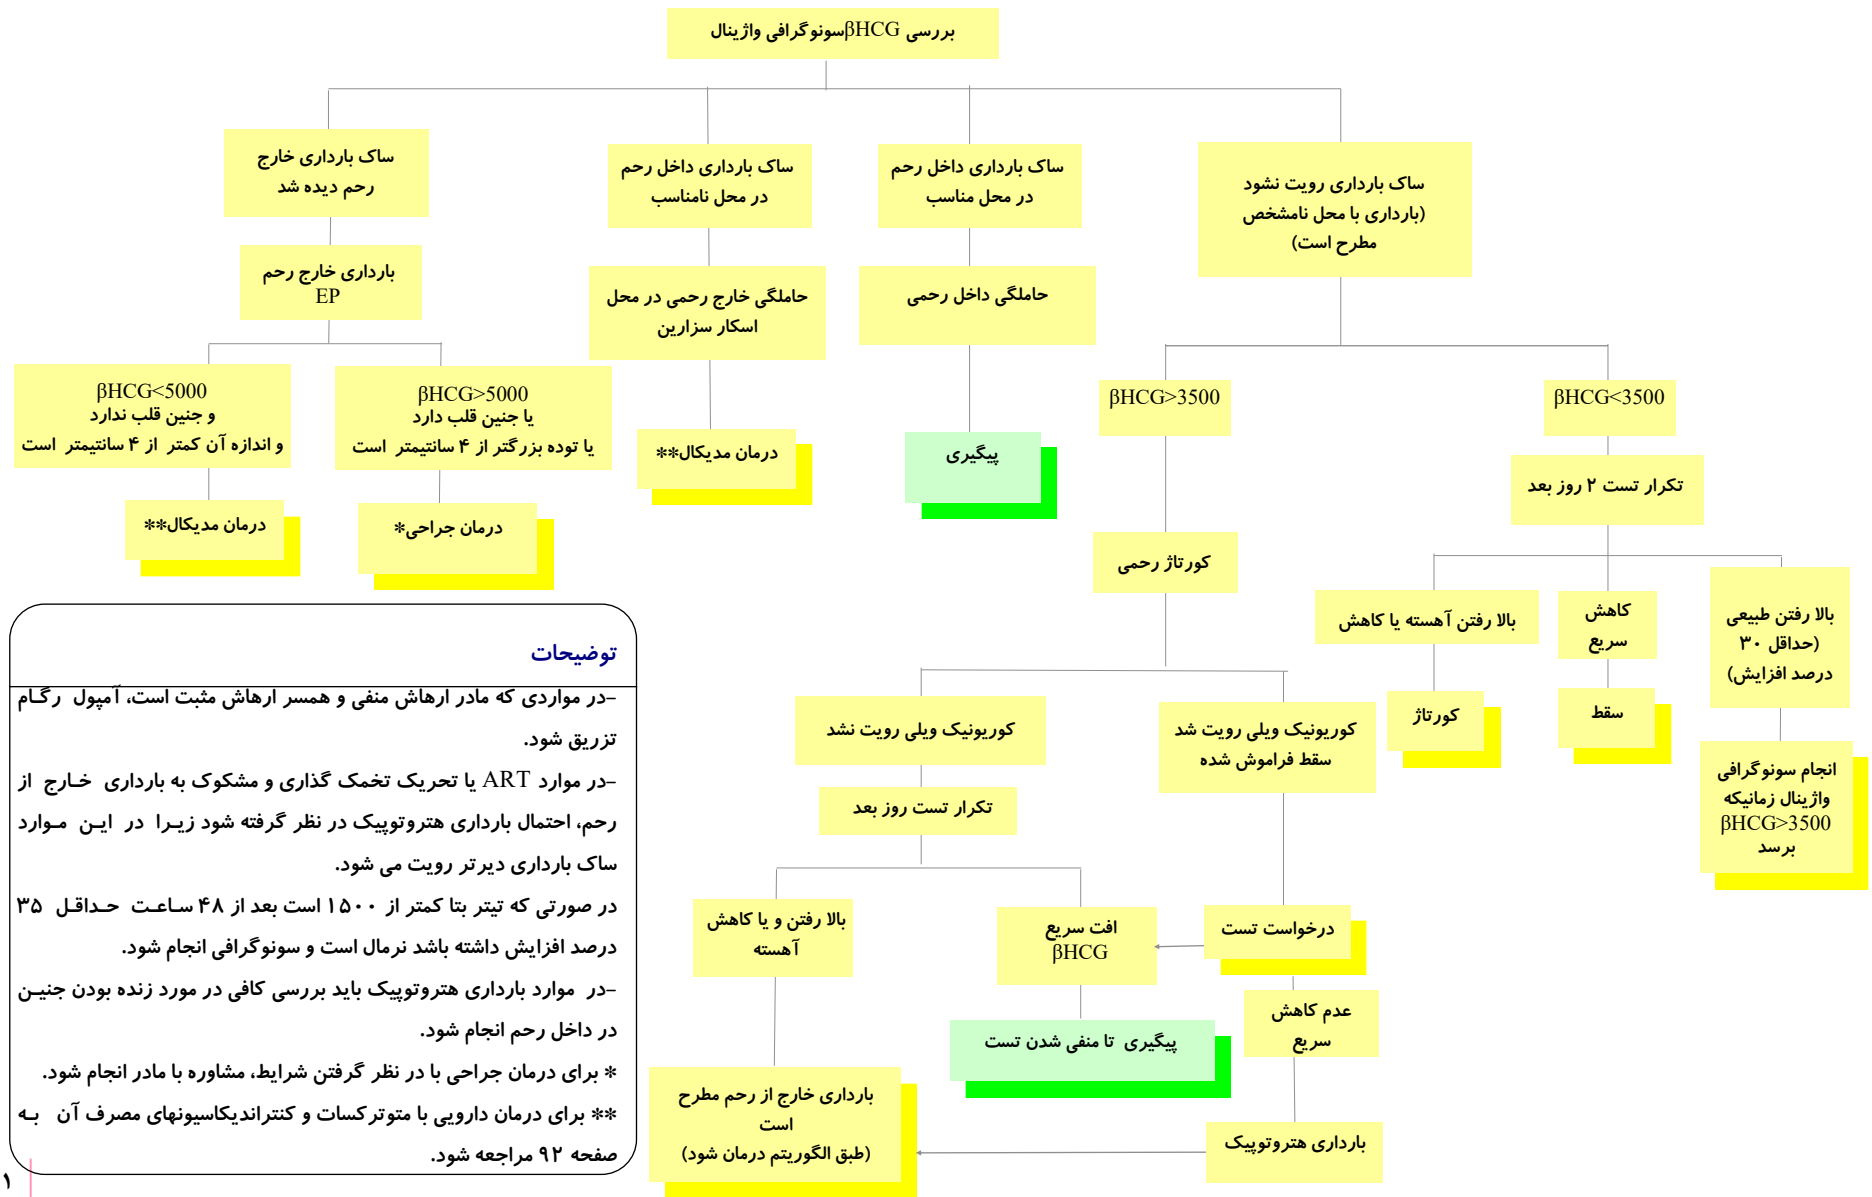 بررسی βHCGسونوگرافی واژینال
ساک بارداری رویت نشود
(بارداری با محل نامشخص
مطرح است)
ساک بارداری داخل رحم
در محل مناسب
ساک بارداری داخل رحم
در محل نامناسب
ساک بارداری خارج
رحم دیده شد
حاملگی داخل رحمی
حاملگی خارج رحمی در محل
اسکار سزارین
بارداری خارج رحم
EP
βHCG<3500
βHCG>3500
پیگیری
درمان مدیکال**
βHCG>5000
یا جنین قلب دارد
یا توده بزرگتر از ۴ سانتیمتر است
βHCG<5000
و جنین قلب ندارد
و اندازه آن کمتر از ۴ سانتیمتر است
درمان جراحی*
درمان مدیکال**
تکرار تست ۲ روز بعد
کورتاژ رحمی
بالا رفتن طبیعی
(حداقل ۳۰
درصد افزایش)
کاهش
سریع
بالا رفتن آهسته یا کاهش
انجام سونوگرافی
واژینال زمانیکه
βHCG>3500
برسد
سقط
کورتاژ
کوریونیک ویلی رویت شد
سقط فراموش شده
کوریونیک ویلی رویت نشد
تکرار تست روز بعد
درخواست تست
افت سریع
βHCG
بالا رفتن و یا کاهش
آهسته
عدم کاهش
سریع
پیگیری تا منفی شدن تست
بارداری هتروتوپیک
بارداری خارج از رحم مطرح
است
(طبق الگوریتم درمان شود)
توضیحات
-در مواردی که مادر ارهاش منفی و همسر ارهاش مثبت است، آمپول رگام
تزریق شود.
-در موارد ART یا تحریک تخمک گذاری و مشکوک به بارداری خارج از
رحم، احتمال بارداری هتروتوپیک در نظر گرفته شود زیرا در این موارد
ساک بارداری دیرتر رویت می شود.
در صورتی که تیتر بتا کمتر از ۱۵۰۰ است بعد از ۴۸ ساعت حداقل ۳۵
درصد افزایش داشته باشد نرمال است و سونوگرافی انجام شود.
-در موارد بارداری هتروتوپیک باید بررسی کافی در مورد زنده بودن جنین
در داخل رحم انجام شود.
* برای درمان جراحی با در نظر گرفتن شرایط، مشاوره با مادر انجام شود.
** برای درمان دارویی با متوترکسات و کنتراندیکاسیونهای مصرف آن به
صفحه ۹۲ مراجعه شود.
۱